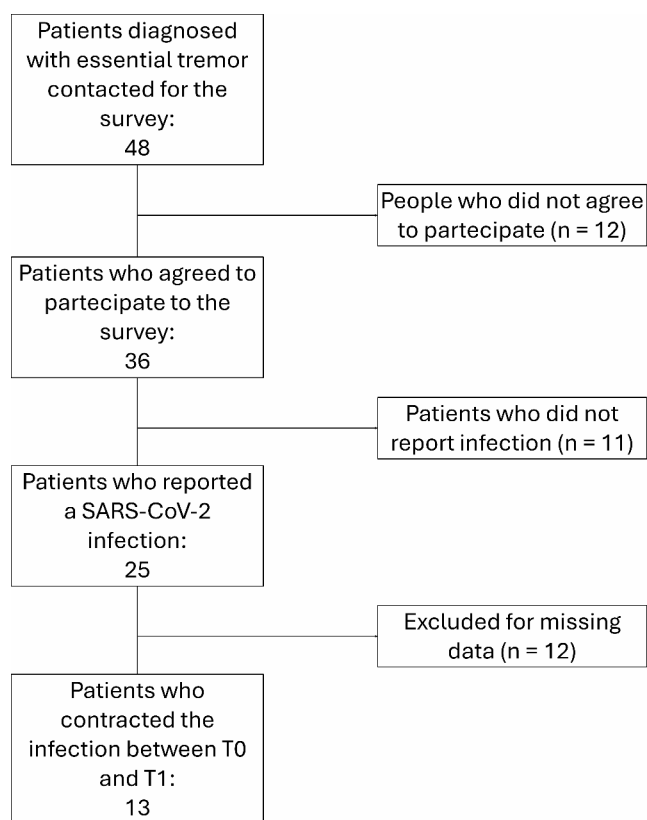 Patients diagnosed
with essential tremor
contacted for the
survey:
48
People who did not agree
to partecipate (n = 12)
Patients who agreed to
partecipate to the
survey:
36
Patients who did not
report infection (n = 11)
Patients who reported
a SARS-CoV-2
infection:
25
Excluded for missing
data (n = 12)
Patients who
contracted the
infection between T0
and T1:
13